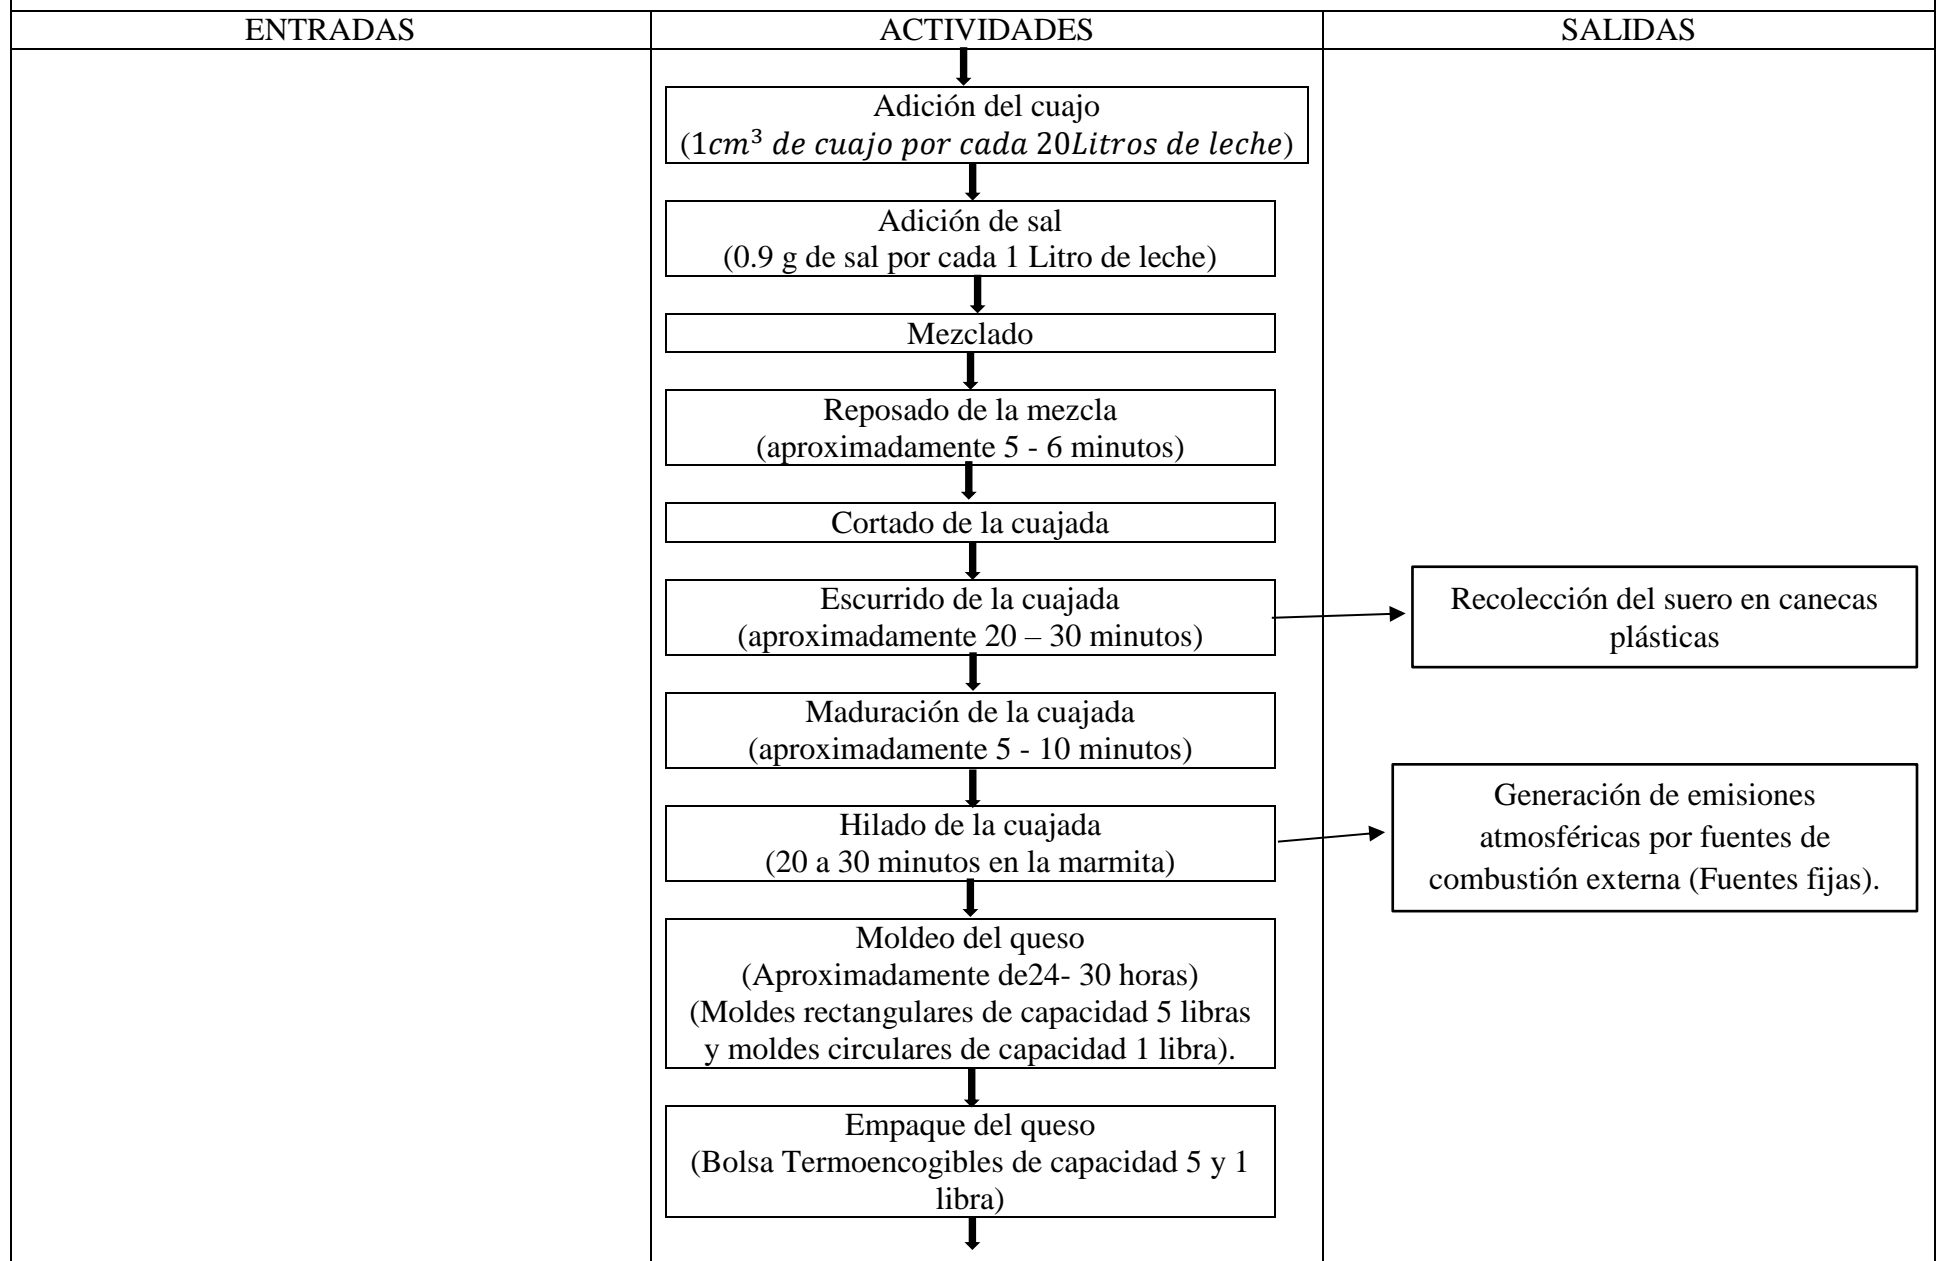 ENTRADAS
ACTIVIDADES
SALIDAS
Adición del cuajo
(1cm³ de cuajo por cada 20Litros de leche)
Adición de sal
(0.9 g de sal por cada 1 Litro de leche)
Mezclado
Reposado de la mezcla
(aproximadamente 5 - 6 minutos)
Cortado de la cuajada
Escurrido de la cuajada
(aproximadamente 20 – 30 minutos)
Recolección del suero en canecas
plásticas
Maduración de la cuajada
(aproximadamente 5 - 10 minutos)
Hilado de la cuajada
(20 a 30 minutos en la marmita)
Generación de emisiones
atmosféricas por fuentes de
combustión externa (Fuentes fijas).
Moldeo del queso
(Aproximadamente de24- 30 horas)
(Moldes rectangulares de capacidad 5 libras
y moldes circulares de capacidad 1 libra).
Empaque del queso
(Bolsa Termoencogibles de capacidad 5 y 1
libra)